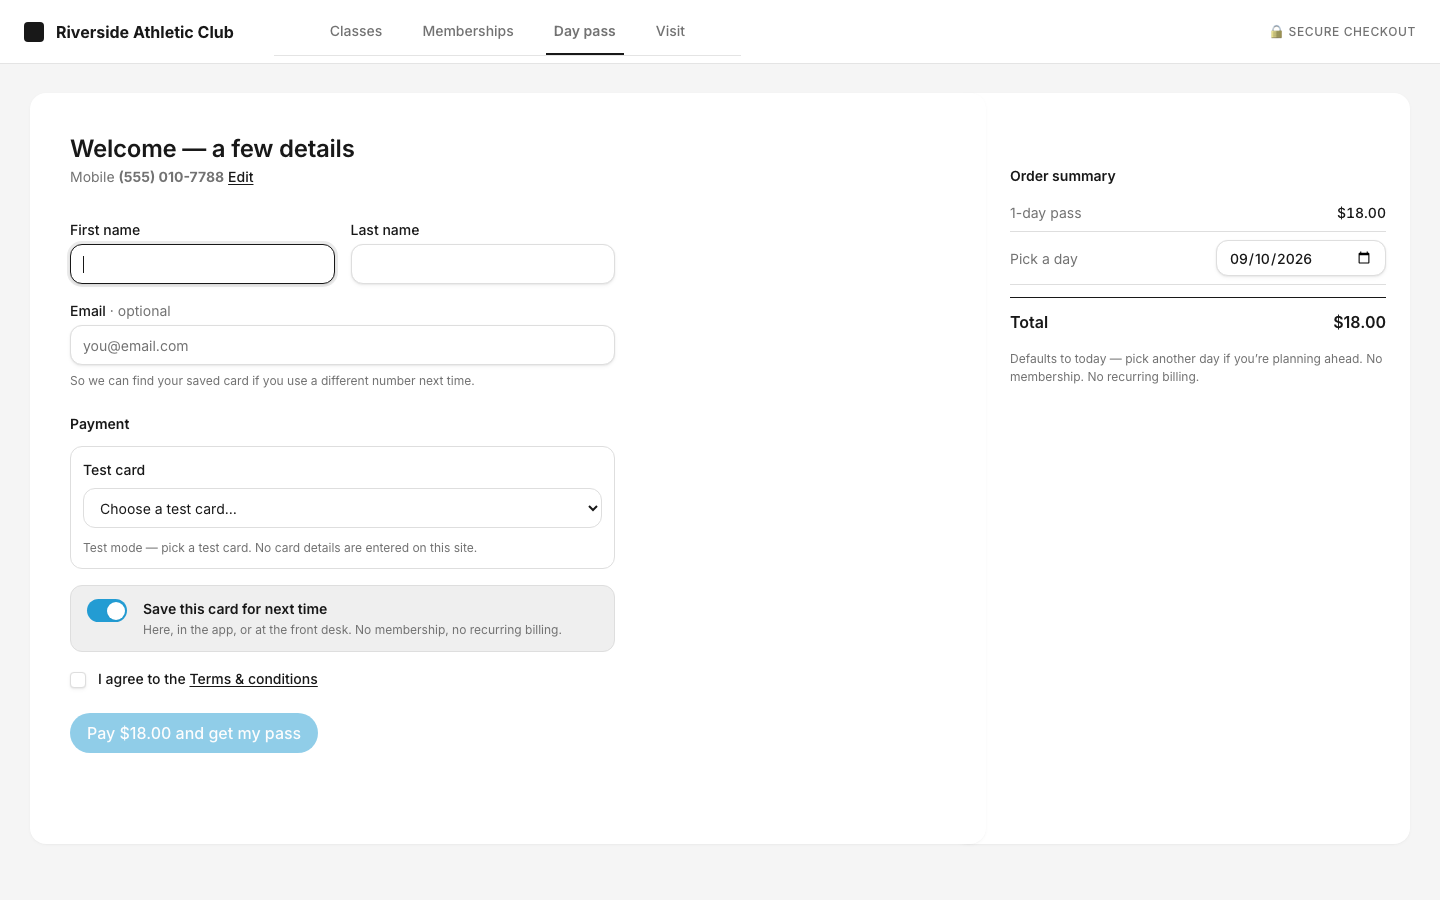 Riverside Athletic Club
Classes
Memberships
Day pass
Visit
SECURE CHECKOUT
Welcome — a few details
Mobile (555) 010-7788 Edit
First name
Last name
Email · optional
you@email.com
So we can find your saved card if you use a different number next time.
Payment
Test card
Choose a test card...
Test mode — pick a test card. No card details are entered on this site.
Save this card for next time
Here, in the app, or at the front desk. No membership, no recurring billing.
I agree to the Terms & conditions
Pay $18.00 and get my pass
Order summary
1-day pass $18.00
Pick a day 09/10/2026
Total $18.00
Defaults to today — pick another day if you’re planning ahead. No
membership. No recurring billing.